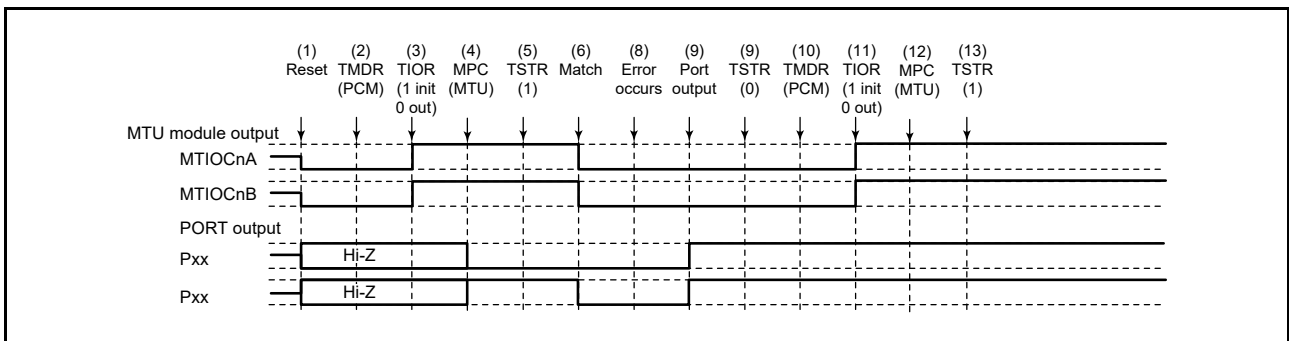 (1) (2) (3) (4) (5) (6) (8) (9) (9) (10) (11) (12) (13)
Reset TMDR TIOR MPC TSTR Match Error Port TSTR TMDR TIOR MPC TSTR
(PCM) (1 init (MTU) (1) occurs output (0) (PCM) (1 init (MTU) (1)
0 out) 0 out)
MTU module output
MTIOCnA
MTIOCnB
PORT output
Pxx Hi-Z
Pxx Hi-Z